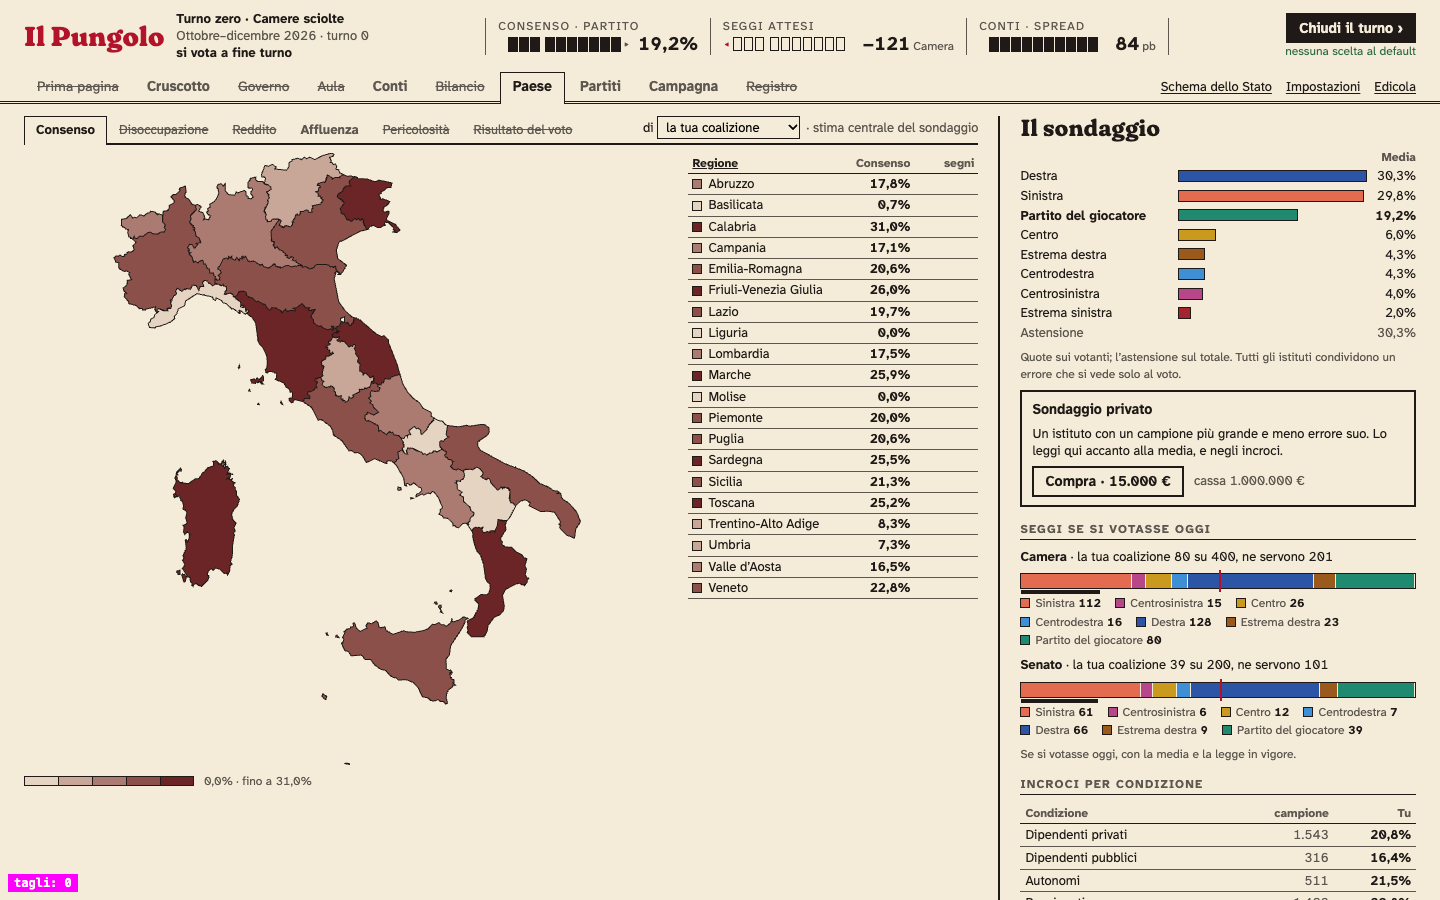 Il Pungolo
Turno zero · Camere sciolte
Ottobre–dicembre 2026 · turno 0
si vota a fine turno
CONSENSO · PARTITO
19,2%
SEGGI ATTESI
−121 Camera
CONTI · SPREAD
84 pb
Chiudi il turno ›
nessuna scelta al default
Prima pagina
Cruscotto
Governo
Aula
Conti
Bilancio
Paese
Partiti
Campagna
Registro
Schema dello Stato
Impostazioni
Edicola
Consenso
Disoccupazione
Reddito
Affluenza
Pericolosità
Risultato del voto
di la tua coalizione · stima centrale del sondaggio
Regione Consenso segni
Abruzzo 17,8%
Basilicata 0,7%
Calabria 31,0%
Campania 17,1%
Emilia-Romagna 20,6%
Friuli-Venezia Giulia 26,0%
Lazio 19,7%
Liguria 0,0%
Lombardia 17,5%
Marche 25,9%
Molise 0,0%
Piemonte 20,0%
Puglia 20,6%
Sardegna 25,5%
Sicilia 21,3%
Toscana 25,2%
Trentino-Alto Adige 8,3%
Umbria 7,3%
Valle d’Aosta 16,5%
Veneto 22,8%
0,0% · fino a 31,0%
tagli: 0
Il sondaggio
Media
Destra 30,3%
Sinistra 29,8%
Partito del giocatore 19,2%
Centro 6,0%
Estrema destra 4,3%
Centrodestra 4,3%
Centrosinistra 4,0%
Estrema sinistra 2,0%
Astensione 30,3%
Quote sui votanti; l’astensione sul totale. Tutti gli istituti condividono un
errore che si vede solo al voto.
Sondaggio privato
Un istituto con un campione più grande e meno errore suo. Lo
leggi qui accanto alla media, e negli incroci.
Compra · 15.000 €
cassa 1.000.000 €
SEGGI SE SI VOTASSE OGGI
Camera · la tua coalizione 80 su 400, ne servono 201
Sinistra 112 Centrosinistra 15 Centro 26
Centrodestra 16 Destra 128 Estrema destra 23
Partito del giocatore 80
Senato · la tua coalizione 39 su 200, ne servono 101
Sinistra 61 Centrosinistra 6 Centro 12 Centrodestra 7
Destra 66 Estrema destra 9 Partito del giocatore 39
Se si votasse oggi, con la media e la legge in vigore.
INCROCI PER CONDIZIONE
Condizione campione Tu
Dipendenti privati 1.543 20,8%
Dipendenti pubblici 316 16,4%
Autonomi 511 21,5%